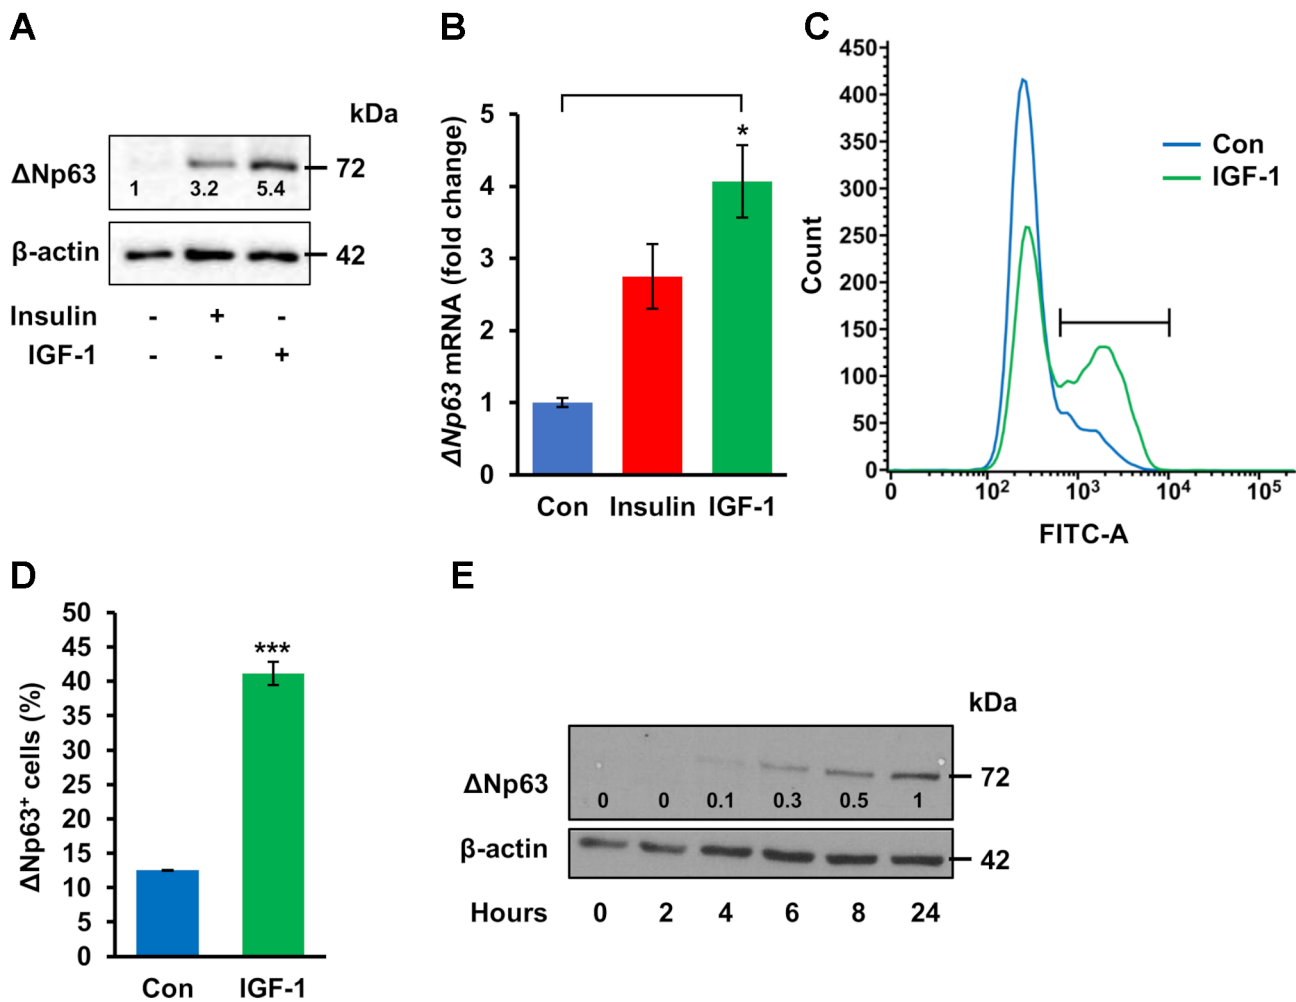 A
kDa
ΔNp63
1 3.2 5.4
72
β-actin
42
Insulin - + -
IGF-1 - - +
B
ΔNp63 mRNA (fold change)
5
4
3
2
1
0
*
Con Insulin IGF-1
C
Count
450
400
350
300
250
200
150
100
50
0
Con
IGF-1
0 10² 10³ 10⁴ 10⁵
FITC-A
D
ΔNp63⁺ cells (%)
50
45
40
35
30
25
20
15
10
5
0
***
Con IGF-1
E
kDa
ΔNp63
0 0 0.1 0.3 0.5 1
72
β-actin
42
Hours 0 2 4 6 8 24